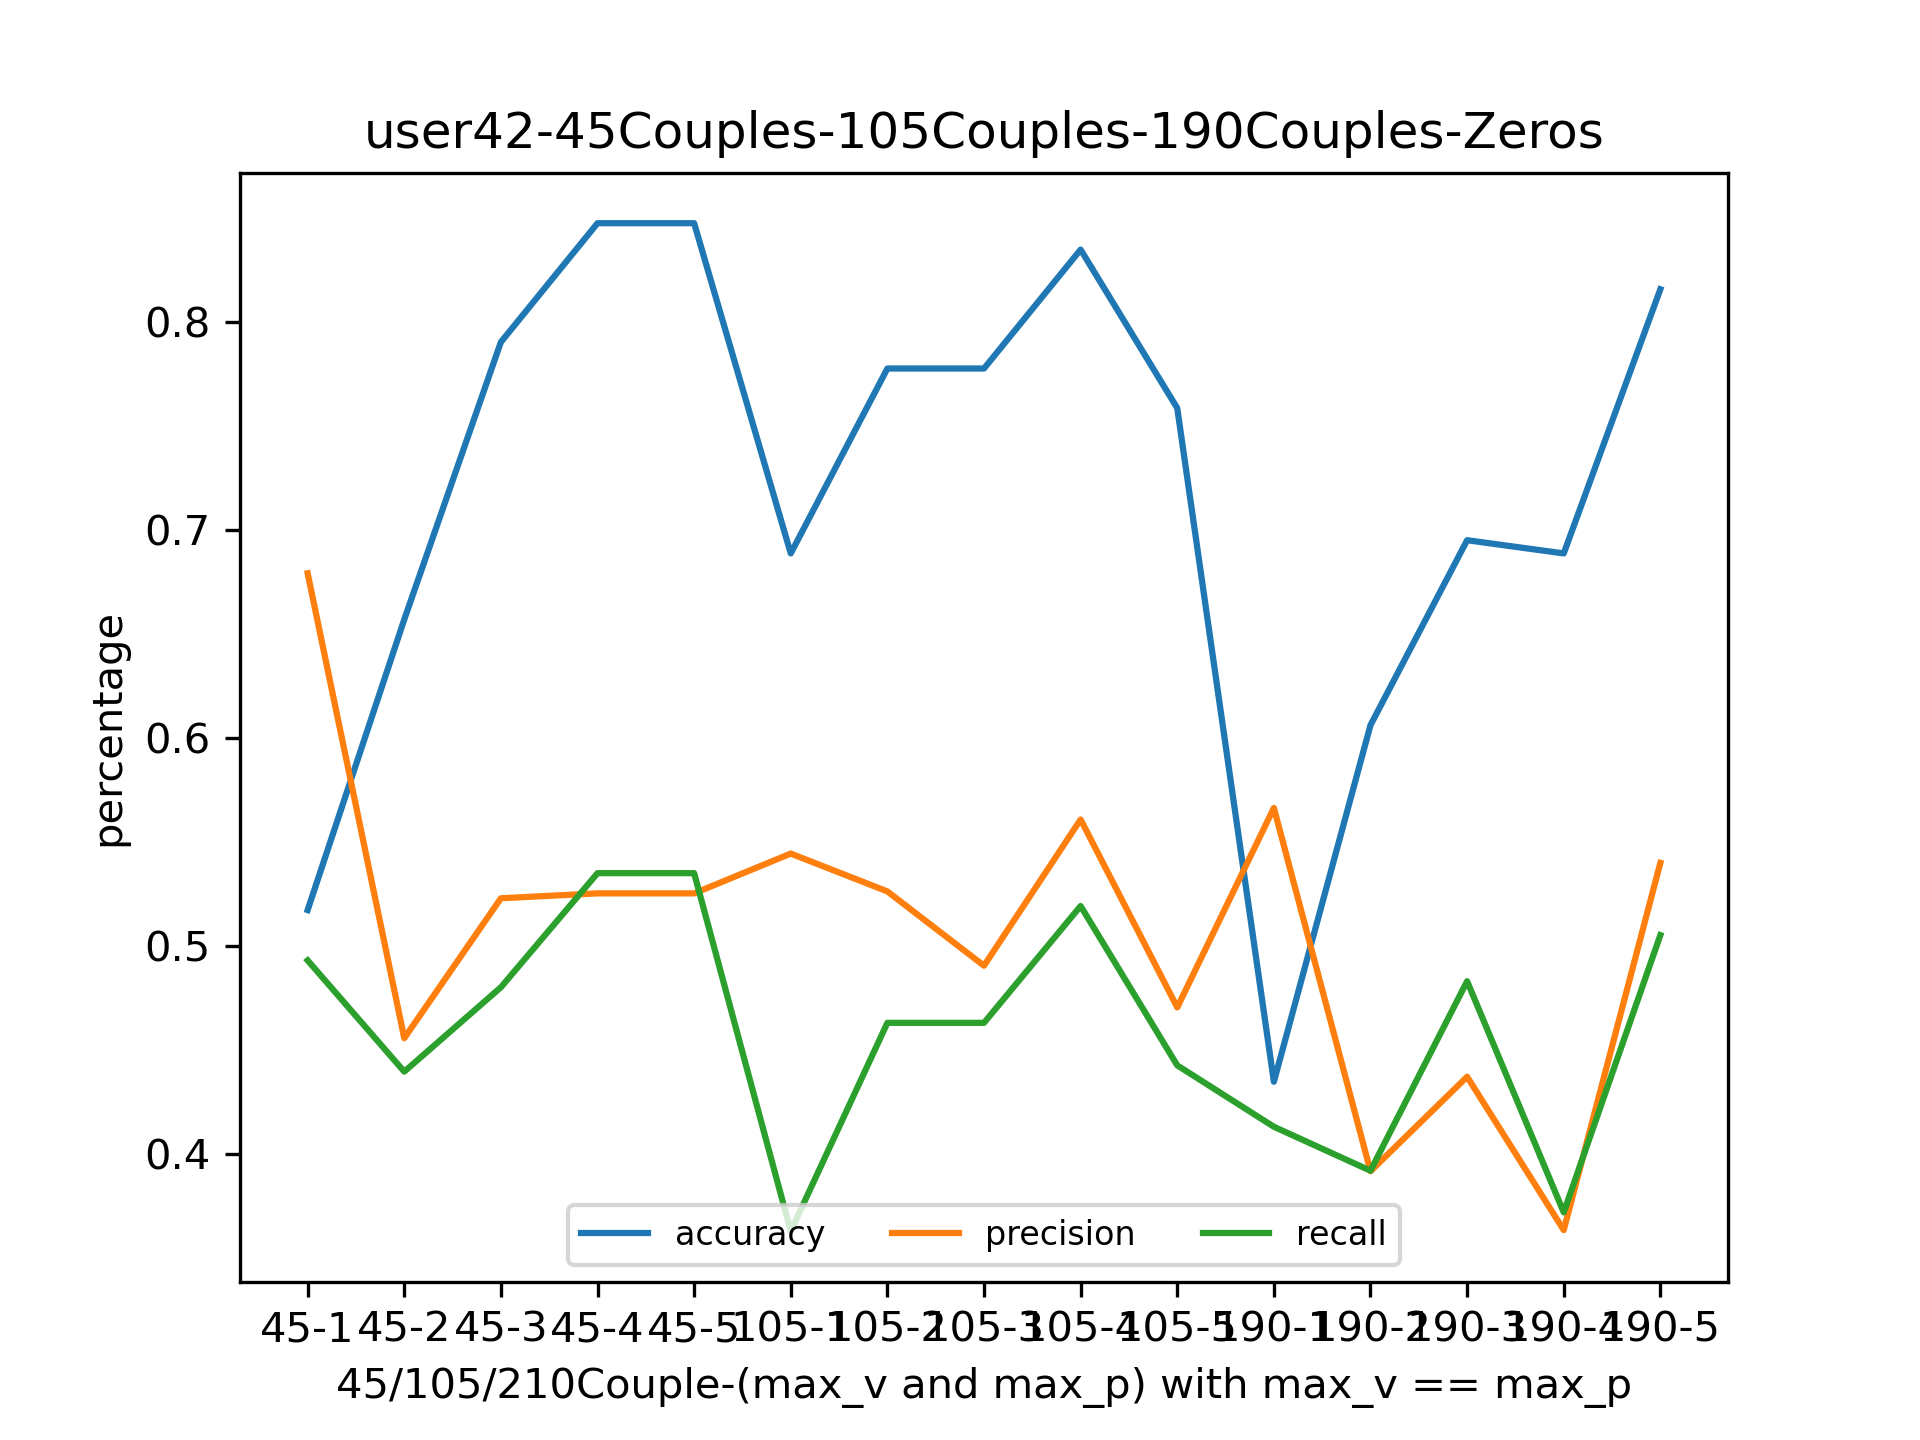 user42-45Couples-105Couples-190Couples-Zeros
percentage
0.8
0.7
0.6
0.5
0.4
accuracy precision recall
45-1 45-2 45-3 45-4 45-5 105-1 105-2 105-3 105-4 105-5 190-1 190-2 190-3 190-4 190-5
45/105/210Couple-(max_v and max_p) with max_v == max_p